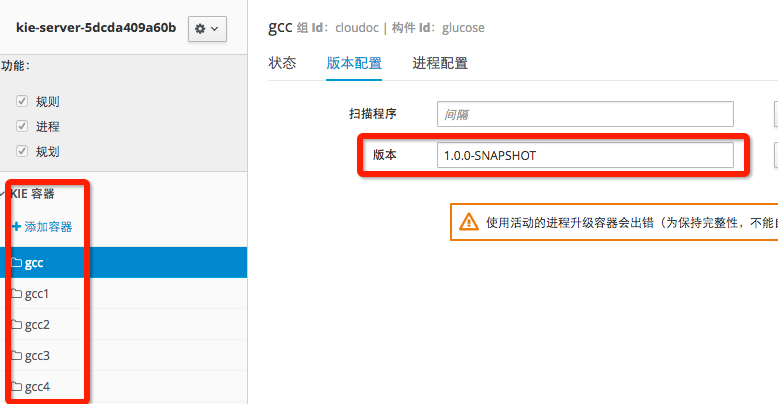 kie-server-5dcda409a60b
功能：
规则
进程
规划
KIE 容器
添加容器
gcc
gcc1
gcc2
gcc3
gcc4
gcc 组 Id： cloudoc | 构件 Id： glucose
状态 版本配置 进程配置
扫描程序 间隔
版本 1.0.0-SNAPSHOT
使用活动的进程升级容器会出错（为保持完整性，不能